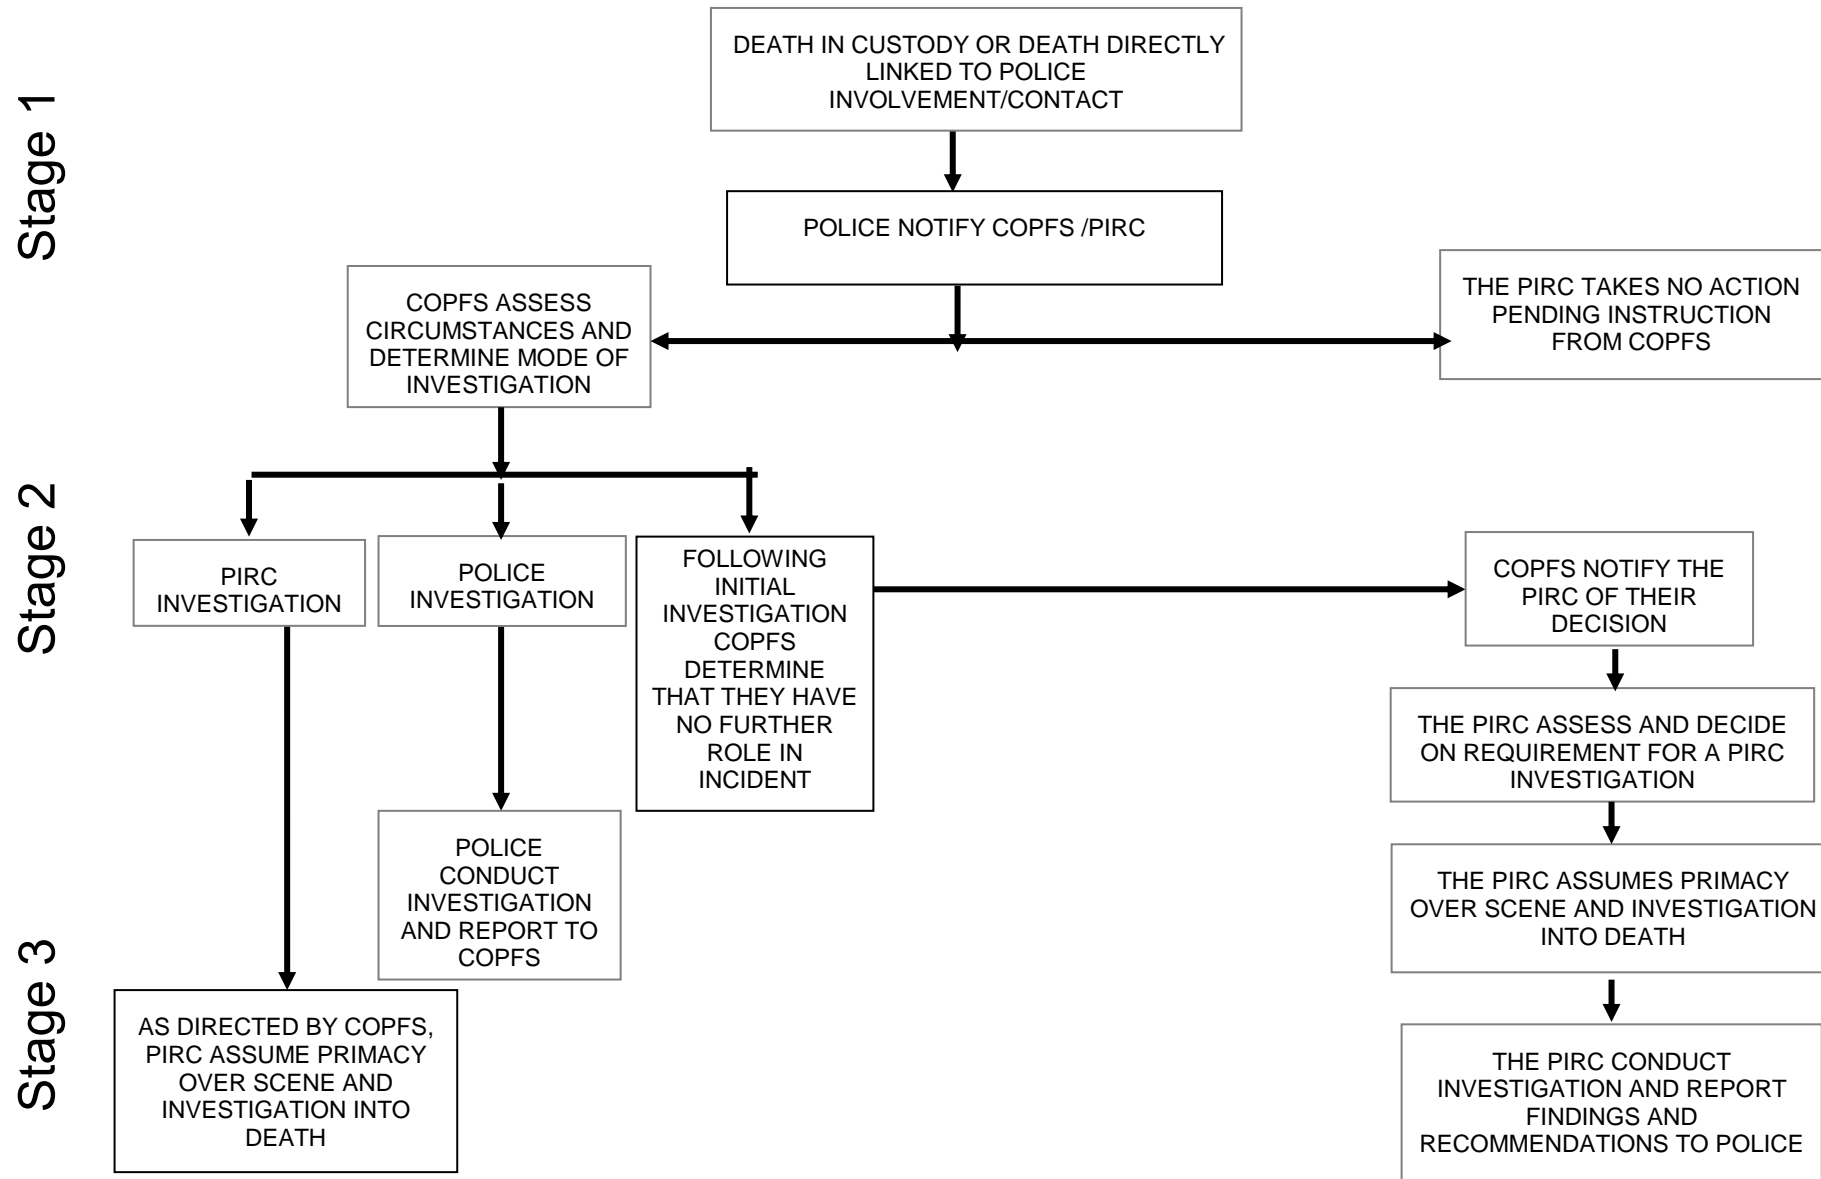 Stage 1
DEATH IN CUSTODY OR DEATH DIRECTLY
LINKED TO POLICE
INVOLVEMENT/CONTACT
POLICE NOTIFY COPFS /PIRC
COPFS ASSESS
CIRCUMSTANCES AND
DETERMINE MODE OF
INVESTIGATION
THE PIRC TAKES NO ACTION
PENDING INSTRUCTION
FROM COPFS
Stage 2
PIRC
INVESTIGATION
POLICE
INVESTIGATION
FOLLOWING
INITIAL
INVESTIGATION
COPFS
DETERMINE
THAT THEY HAVE
NO FURTHER
ROLE IN
INCIDENT
COPFS NOTIFY THE
PIRC OF THEIR
DECISION
THE PIRC ASSESS AND DECIDE
ON REQUIREMENT FOR A PIRC
INVESTIGATION
Stage 3
POLICE
CONDUCT
INVESTIGATION
AND REPORT TO
COPFS
THE PIRC ASSUMES PRIMACY
OVER SCENE AND INVESTIGATION
INTO DEATH
AS DIRECTED BY COPFS,
PIRC ASSUME PRIMACY
OVER SCENE AND
INVESTIGATION INTO
DEATH
THE PIRC CONDUCT
INVESTIGATION AND REPORT
FINDINGS AND
RECOMMENDATIONS TO POLICE